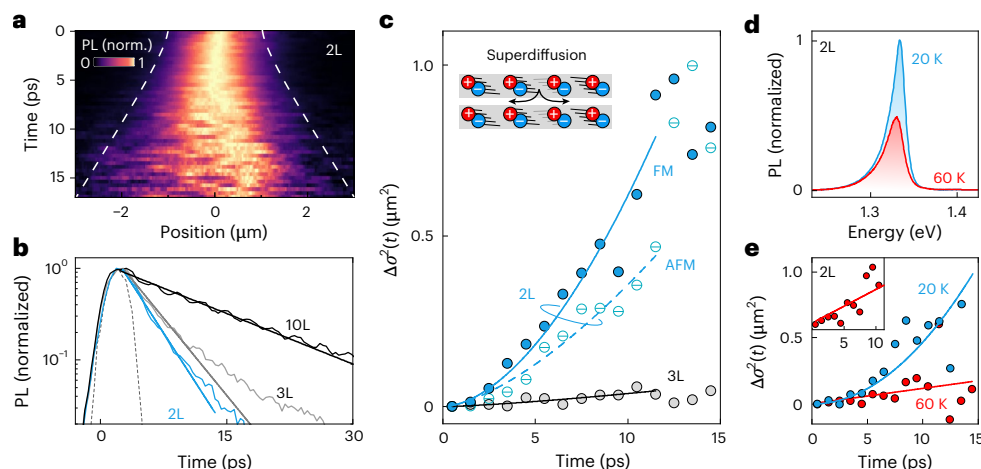 a
PL (norm.)
0 1
2L
0
5
10
15
Time (ps)
−2 0 2
Position (μm)
b
10⁰
10⁻¹
PL (normalized)
10L
3L
2L
0 15 30
Time (ps)
c
Superdiffusion
+ + + +
− − − −
+ + + +
− − − −
1.0
0.5
0
Δσ²(t) (μm²)
FM
AFM
2L
3L
0 5 10 15
Time (ps)
d
2L
20 K
60 K
1
0
PL (normalized)
1.3 1.4
Energy (eV)
e
2L
5 10
20 K
60 K
1.0
0.5
0
Δσ²(t) (μm²)
0 5 10 15
Time (ps)